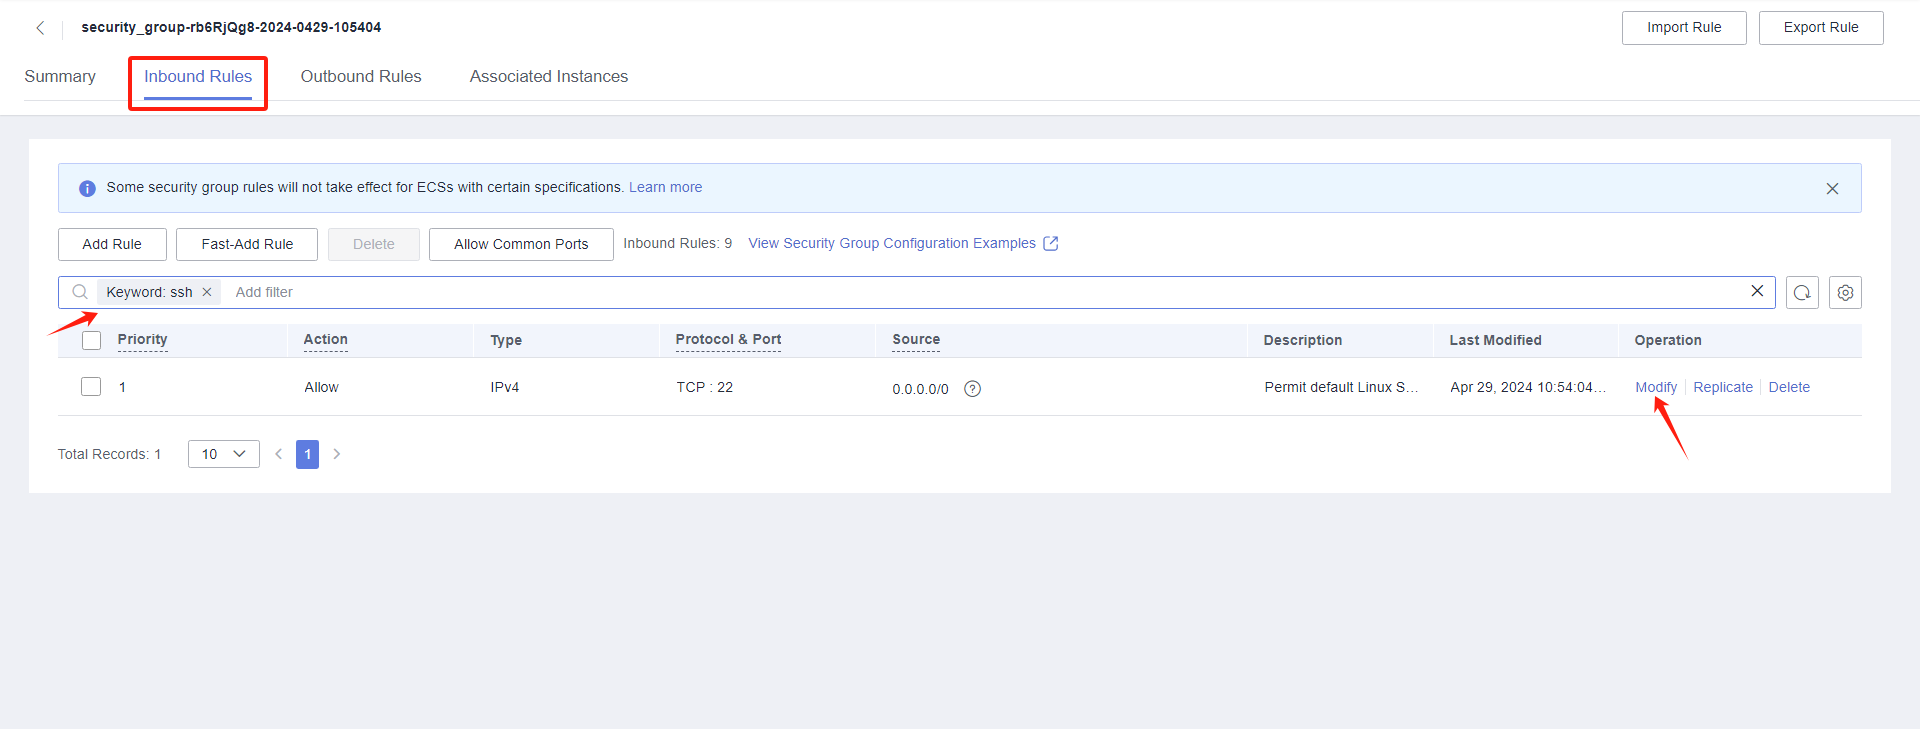 security_group-rb6RjQg8-2024-0429-105404
Import Rule
Export Rule
Summary
Inbound Rules
Outbound Rules
Associated Instances
Some security group rules will not take effect for ECSs with certain specifications. Learn more
Add Rule
Fast-Add Rule
Delete
Allow Common Ports
Inbound Rules: 9
View Security Group Configuration Examples
Keyword: ssh
Add filter
Priority
Action
Type
Protocol & Port
Source
Description
Last Modified
Operation
1
Allow
IPv4
TCP : 22
0.0.0.0/0
Permit default Linux S...
Apr 29, 2024 10:54:04...
Modify
Replicate
Delete
Total Records: 1
10
1